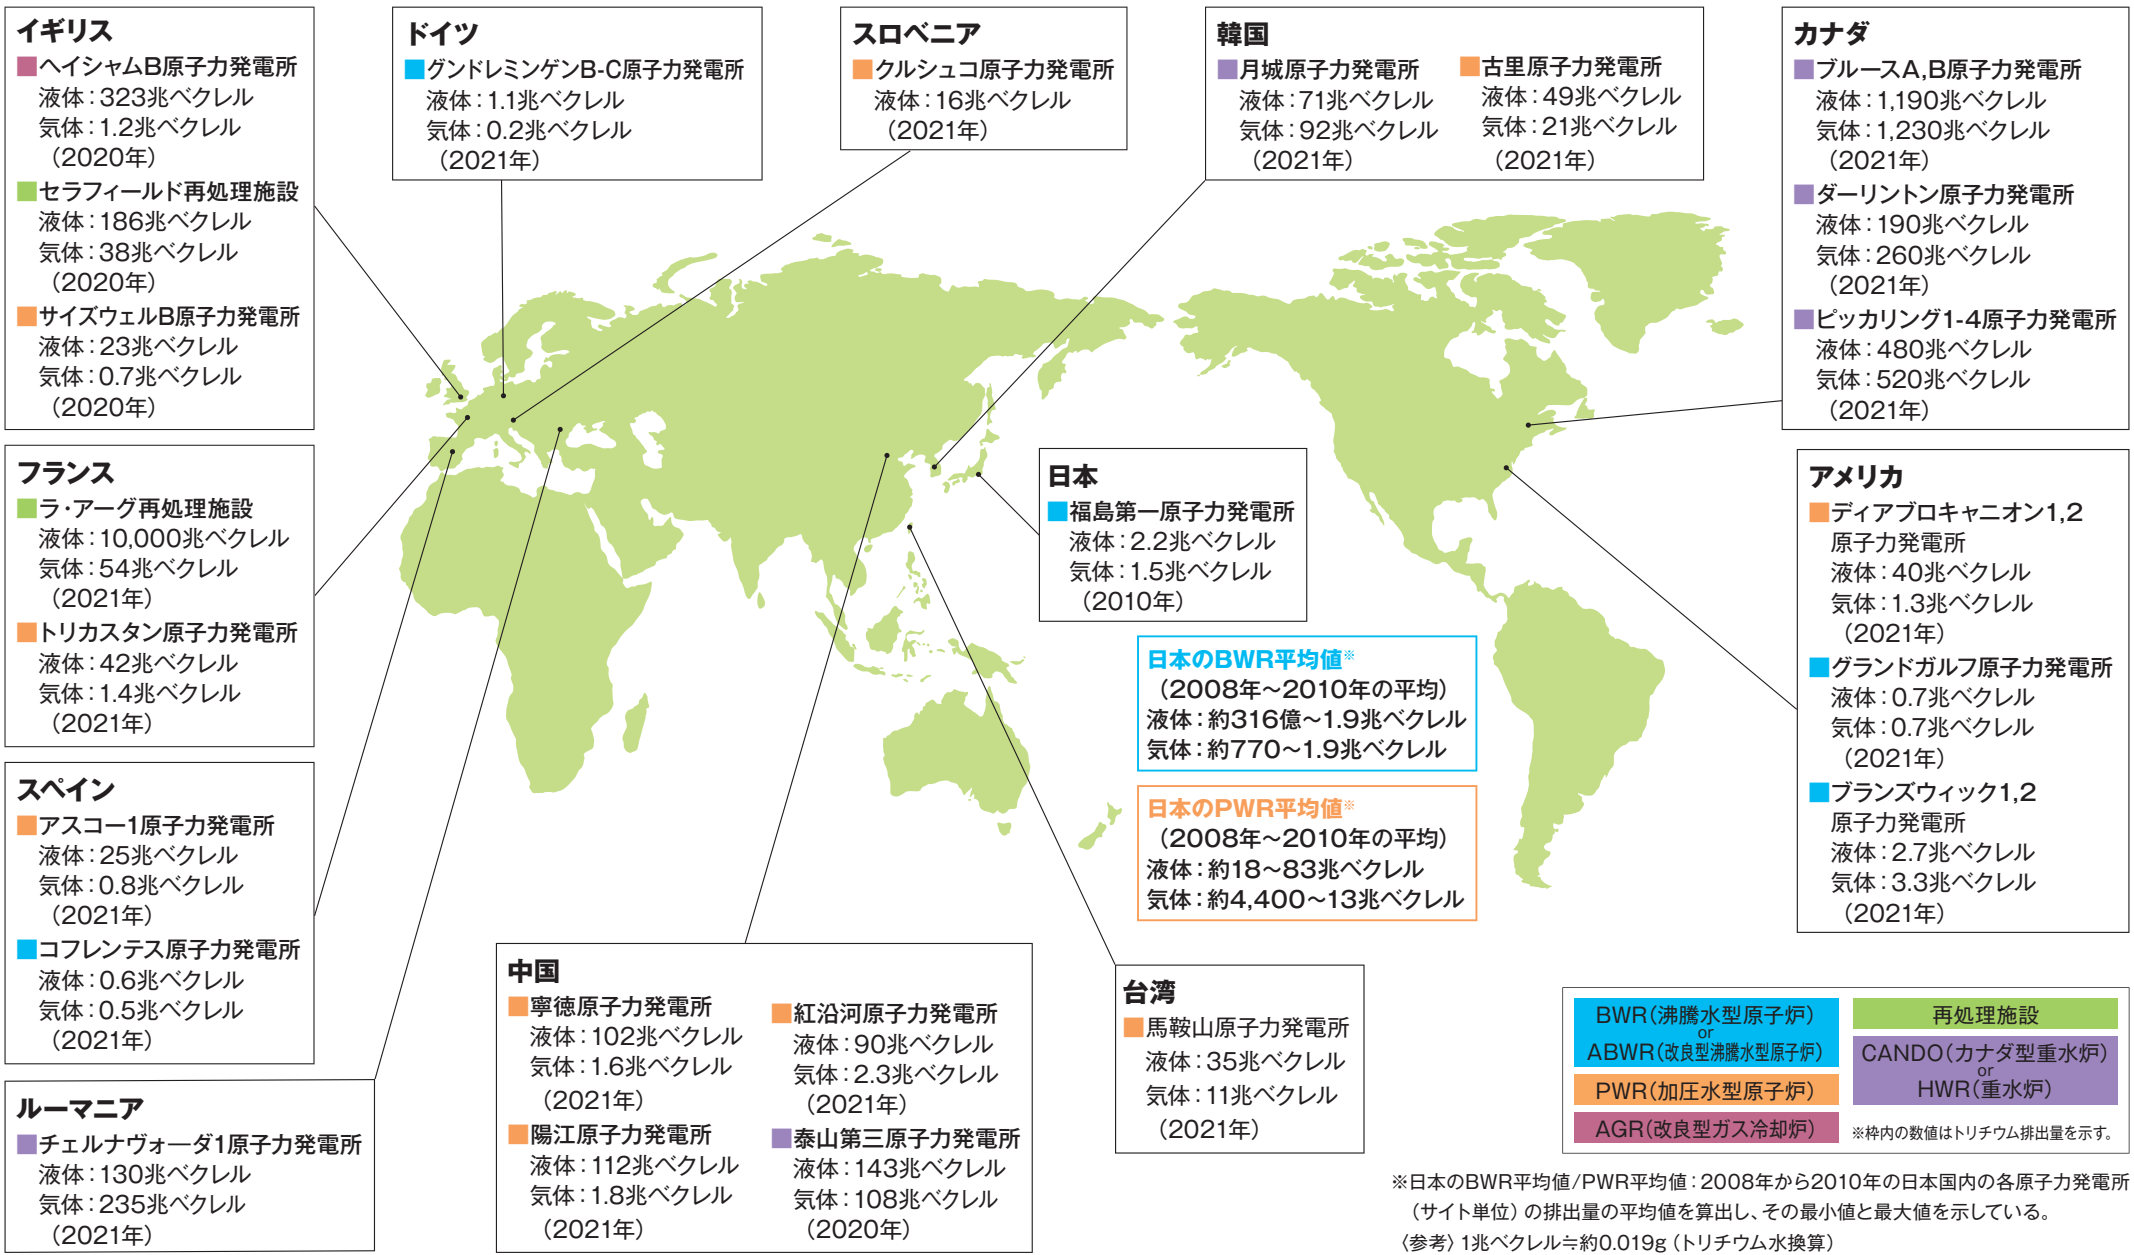 イギリス
ヘイシャムB原子力発電所
液体：323兆ベクレル
気体：1.2兆ベクレル
（2020年）
セラフィールド再処理施設
液体：186兆ベクレル
気体：38兆ベクレル
（2020年）
サイズウェルB原子力発電所
液体：23兆ベクレル
気体：0.7兆ベクレル
（2020年）
ドイツ
グンドレミンゲンB-C原子力発電所
液体：1.1兆ベクレル
気体：0.2兆ベクレル
（2021年）
スロベニア
クルシュコ原子力発電所
液体：16兆ベクレル
（2021年）
韓国
月城原子力発電所
液体：71兆ベクレル
気体：92兆ベクレル
（2021年）
古里原子力発電所
液体：49兆ベクレル
気体：21兆ベクレル
（2021年）
カナダ
ブルースA,B原子力発電所
液体：1,190兆ベクレル
気体：1,230兆ベクレル
（2021年）
ダーリントン原子力発電所
液体：190兆ベクレル
気体：260兆ベクレル
（2021年）
ピッカリング1-4原子力発電所
液体：480兆ベクレル
気体：520兆ベクレル
（2021年）
フランス
ラ・アーグ再処理施設
液体：10,000兆ベクレル
気体：54兆ベクレル
（2021年）
トリカスタン原子力発電所
液体：42兆ベクレル
気体：1.4兆ベクレル
（2021年）
日本
福島第一原子力発電所
液体：2.2兆ベクレル
気体：1.5兆ベクレル
（2010年）
アメリカ
ディアブロキャニオン1,2
原子力発電所
液体：40兆ベクレル
気体：1.3兆ベクレル
（2021年）
グランドガルフ原子力発電所
液体：0.7兆ベクレル
気体：0.7兆ベクレル
（2021年）
ブランズウィック1,2
原子力発電所
液体：2.7兆ベクレル
気体：3.3兆ベクレル
（2021年）
日本のBWR平均値※
（2008年〜2010年の平均）
液体：約316億〜1.9兆ベクレル
気体：約770〜1.9兆ベクレル
日本のPWR平均値※
（2008年〜2010年の平均）
液体：約18〜83兆ベクレル
気体：約4,400〜13兆ベクレル
スペイン
アスコー1原子力発電所
液体：25兆ベクレル
気体：0.8兆ベクレル
（2021年）
コフレンテス原子力発電所
液体：0.6兆ベクレル
気体：0.5兆ベクレル
（2021年）
ルーマニア
チェルナヴォーダ1原子力発電所
液体：130兆ベクレル
気体：235兆ベクレル
（2021年）
中国
寧徳原子力発電所
液体：102兆ベクレル
気体：1.6兆ベクレル
（2021年）
陽江原子力発電所
液体：112兆ベクレル
気体：1.8兆ベクレル
（2021年）
紅沿河原子力発電所
液体：90兆ベクレル
気体：2.3兆ベクレル
（2021年）
泰山第三原子力発電所
液体：143兆ベクレル
気体：108兆ベクレル
（2020年）
台湾
馬鞍山原子力発電所
液体：35兆ベクレル
気体：11兆ベクレル
（2021年）
BWR（沸騰水型原子炉）
or
ABWR（改良型沸騰水型原子炉）
PWR（加圧水型原子炉）
AGR（改良型ガス冷却炉）
再処理施設
CANDO（カナダ型重水炉）
or
HWR（重水炉）
※枠内の数値はトリチウム排出量を示す。
※日本のBWR平均値/PWR平均値：2008年から2010年の日本国内の各原子力発電所
（サイト単位）の排出量の平均値を算出し、その最小値と最大値を示している。
〈参考〉1兆ベクレル≒約0.019g（トリチウム水換算）